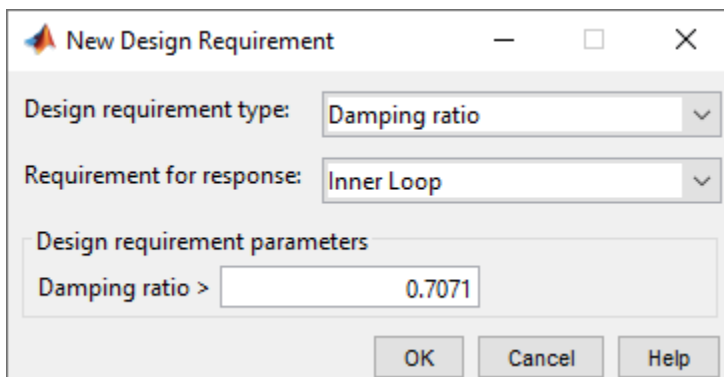 New Design Requirement
Design requirement type: Damping ratio
Requirement for response: Inner Loop
Design requirement parameters
Damping ratio > 0.7071
OK Cancel Help